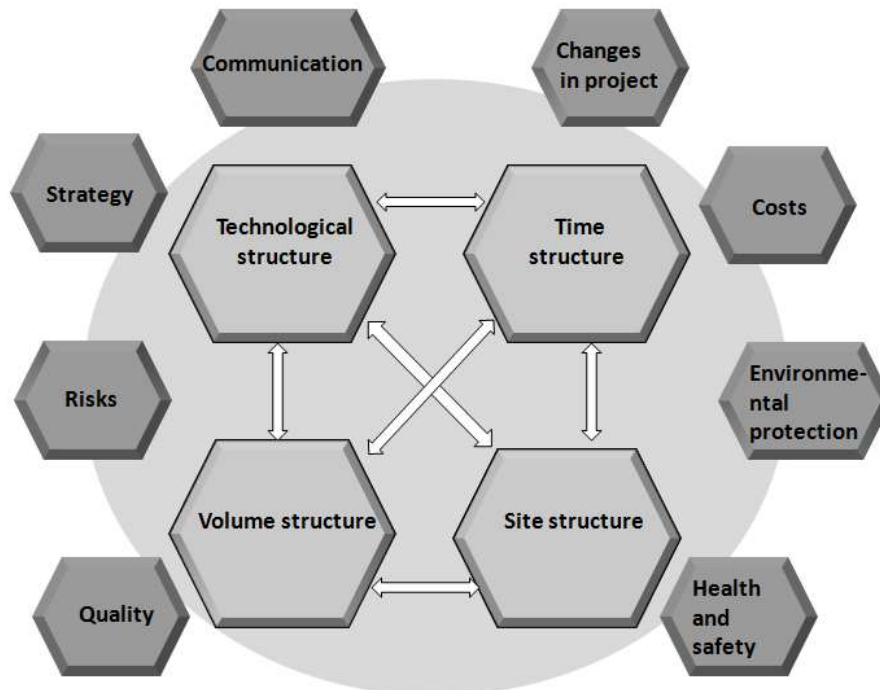 Communication
Changes
in project
Strategy
Technological
structure
Time
structure
Costs
Risks
Environme-
ntal
protection
Volume structure
Site structure
Quality
Health
and
safety